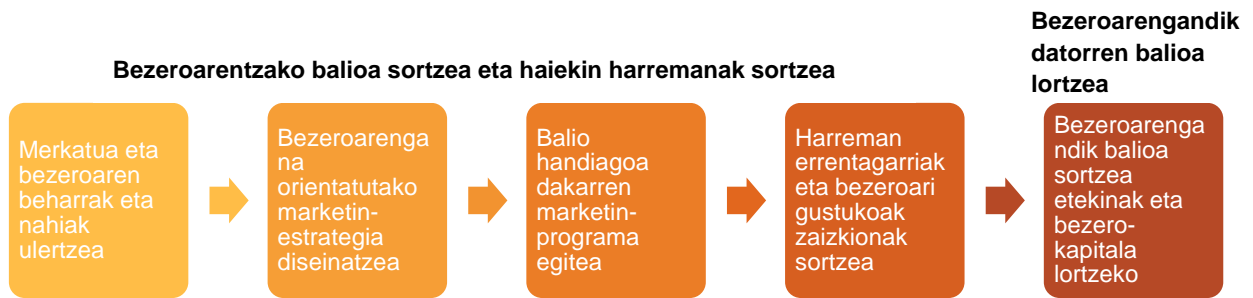 Bezeroarengandik
datorren balioa
lortzea
Bezeroarentzako balioa sortzea eta haiekin harremanak sortzea
Merkatua eta
bezeroaren
beharrak eta
nahiak
ulertzea
Bezeroarenga
na
orientatutako
marketin-
estrategia
diseinatzea
Balio
handiagoa
dakarren
marketin-
programa
egitea
Harreman
errentagarriak
eta bezeroari
gustukoak
zaizkionak
sortzea
Bezeroarenga
ndik balioa
sortzea
etekinak eta
bezero-
kapitala
lortzeko